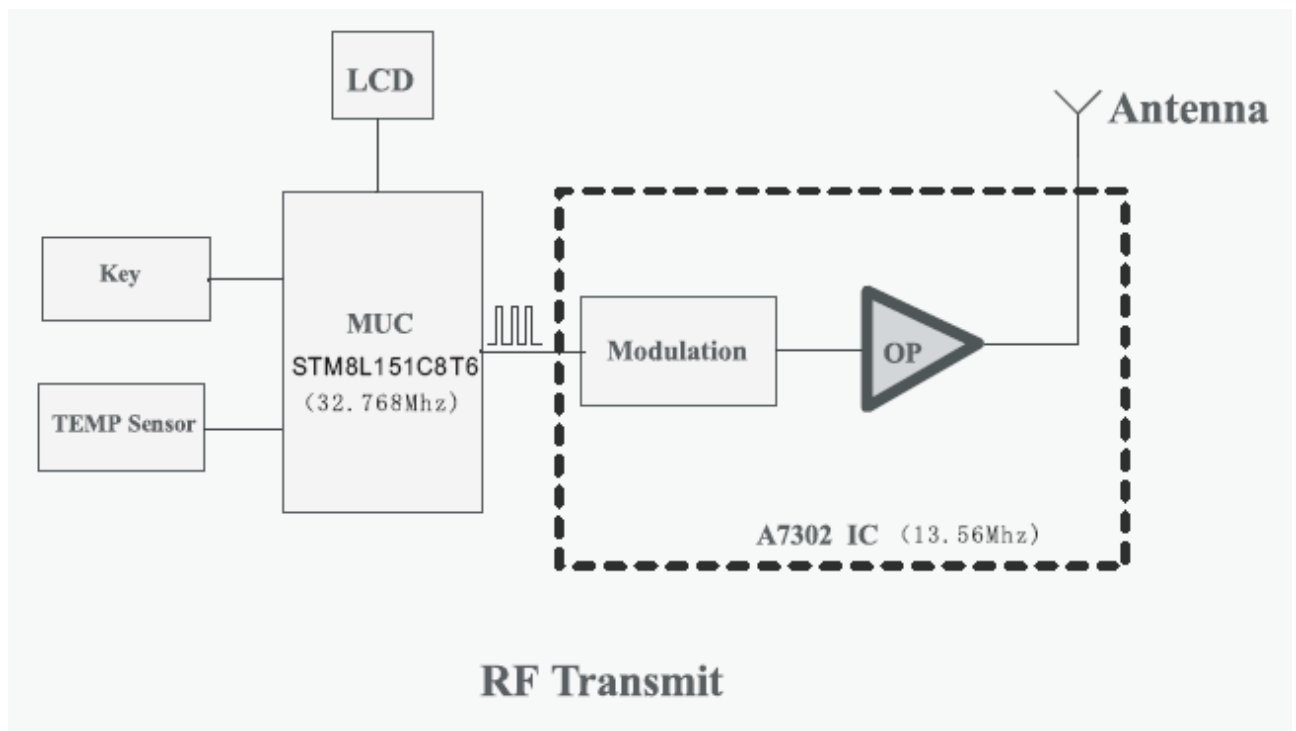 LCD
Antenna
Key
MUC
STM8L151C8T6
(32.768Mhz)
TEMP Sensor
Modulation
OP
A7302 IC (13.56Mhz)
RF Transmit